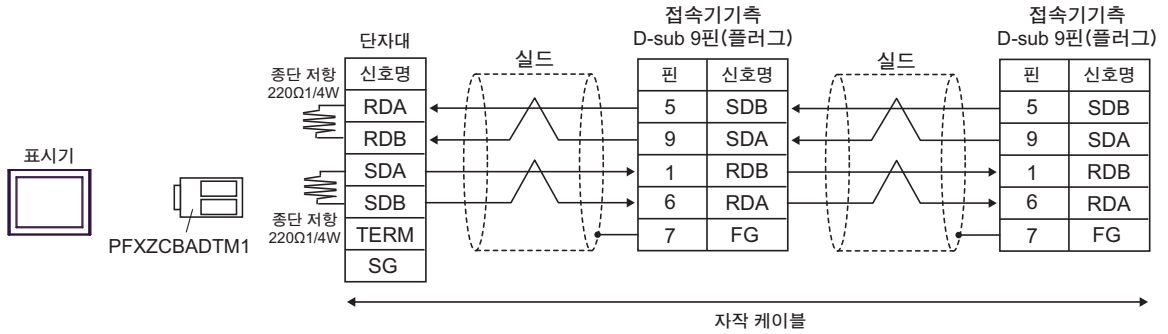 표시기
PFXZCBADTM1
종단 저항
220Ω1/4W
종단 저항
220Ω1/4W
단자대
신호명
RDA
RDB
SDA
SDB
TERM
SG
실드
접속기기측
D-sub 9핀(플러그)
핀 신호명
5 SDB
9 SDA
1 RDB
6 RDA
7 FG
실드
접속기기측
D-sub 9핀(플러그)
핀 신호명
5 SDB
9 SDA
1 RDB
6 RDA
7 FG
자작 케이블